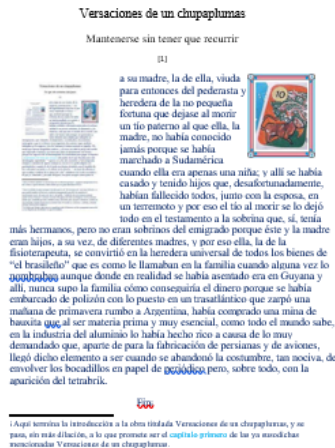 Versaciones de un chupaplumas
Mantenerse sin tener que recurrir
[1]
a su madre, la de ella, viuda
para entonces del pederasta y
heredera de la no pequeña
fortuna que dejase al morir
un tío paterno al que ella, la
madre, no había conocido
jamás porque se había
marchado a Sudamérica
cuando ella era apenas una niña; y allí se había
casado y tenido hijos que, desafortunadamente,
habían fallecido todos, junto con la esposa, en
un terremoto y por eso el tío al morir se lo dejó
todo en el testamento a la sobrina que, sí, tenía
más hermanos, pero no eran sobrinos del emigrado porque éste y la madre
eran hijos, a su vez, de diferentes madres, y por eso ella, la de la
fisioterapeuta, se convirtió en la heredera universal de todos los bienes de
“el brasileño” que es como le llamaban en la familia cuando alguna vez lo
nombraban aunque donde en realidad se había asentado era en Guyana y
allí, nunca supo la familia cómo conseguiría el dinero porque se había
embarcado de polizón con lo puesto en un trasatlántico que zarpó una
mañana de primavera rumbo a Argentina, había comprado una mina de
bauxita que al ser materia prima y muy esencial, como todo el mundo sabe,
en la industria del aluminio lo había hecho rico a causa de lo muy
demandado que, aparte de para la fabricación de persianas y de aviones,
llegó dicho elemento a ser cuando se abandonó la costumbre, tan nociva, de
envolver los bocadillos en papel de periódico pero, sobre todo, con la
aparición del tetrabrik.
Fin.
i Aquí termina la introducción a la obra titulada Versaciones de un chupaplumas, y se
pasa, sin más dilación, a lo que promete ser el capítulo primero de las ya susodichas
mencionadas Versaciones de un chupaplumas.
10